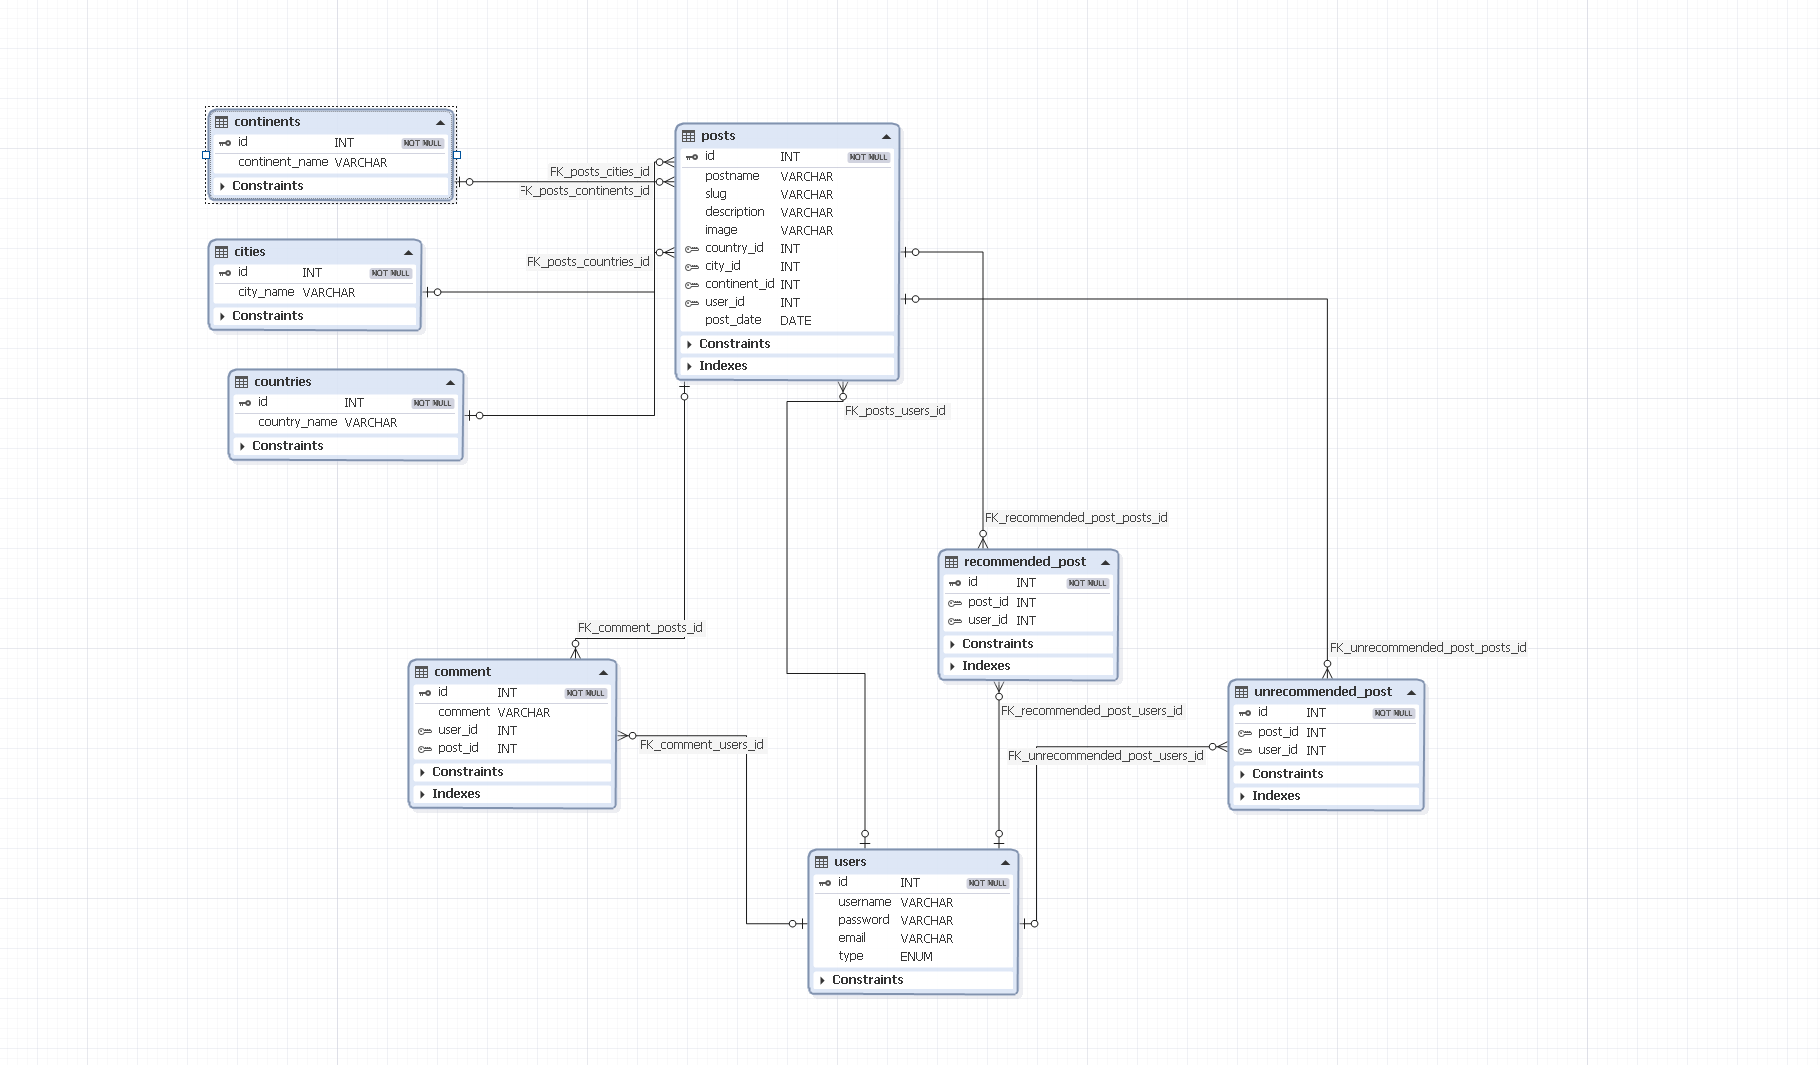 continents
id INT NOT NULL
continent_name VARCHAR
Constraints
cities
id INT NOT NULL
city_name VARCHAR
Constraints
countries
id INT NOT NULL
country_name VARCHAR
Constraints
FK_posts_cities_id
FK_posts_continents_id
FK_posts_countries_id
posts
id INT NOT NULL
postname VARCHAR
slug VARCHAR
description VARCHAR
image VARCHAR
country_id INT
city_id INT
continent_id INT
user_id INT
post_date DATE
Constraints
Indexes
FK_posts_users_id
FK_recommended_post_posts_id
recommended_post
id INT NOT NULL
post_id INT
user_id INT
Constraints
Indexes
FK_comment_posts_id
comment
id INT NOT NULL
comment VARCHAR
user_id INT
post_id INT
Constraints
Indexes
FK_comment_users_id
FK_recommended_post_users_id
FK_unrecommended_post_posts_id
unrecommended_post
id INT NOT NULL
post_id INT
user_id INT
Constraints
Indexes
FK_unrecommended_post_users_id
users
id INT NOT NULL
username VARCHAR
password VARCHAR
email VARCHAR
type ENUM
Constraints